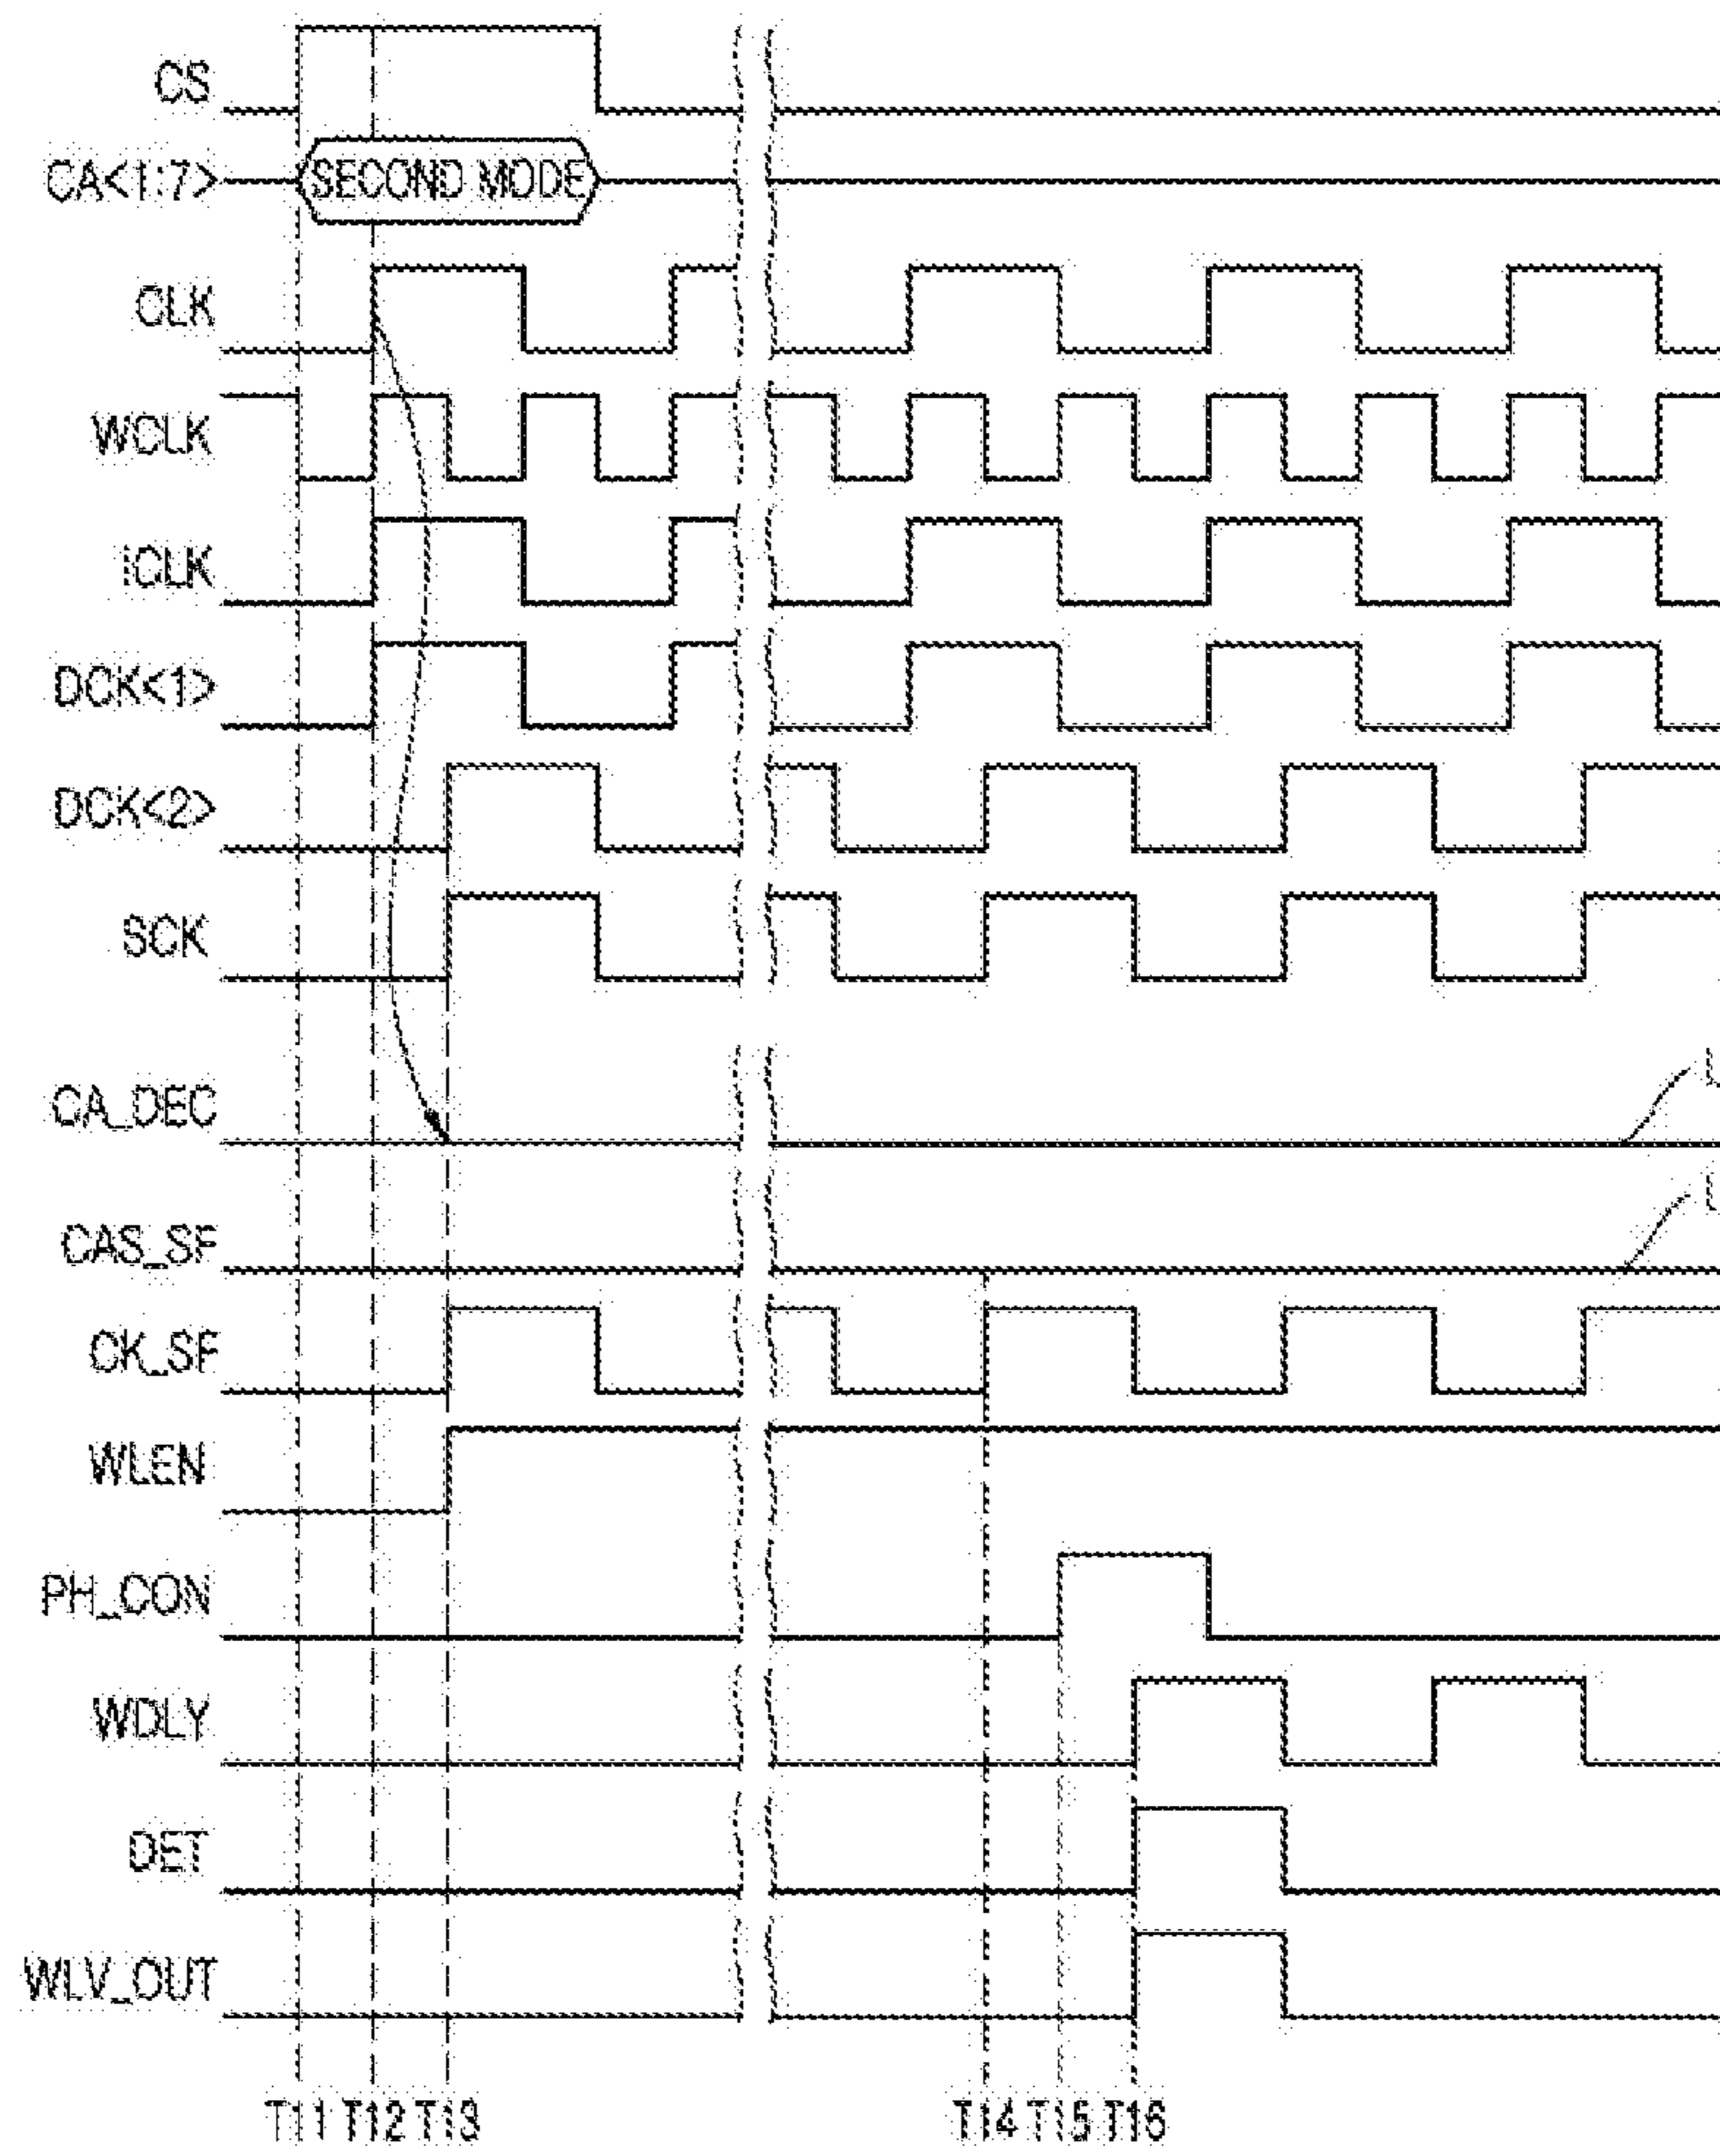 CS
CA<1:7>
SECOND MODE
CLK
WCLK
ICLK
DCK<1>
DCK<2>
SCK
CA_DEC
L
CAS_SF
L
CK_SF
WLEN
PH_CON
WDLY
DET
WLV_OUT
T11 T12 T13 T14 T15 T16